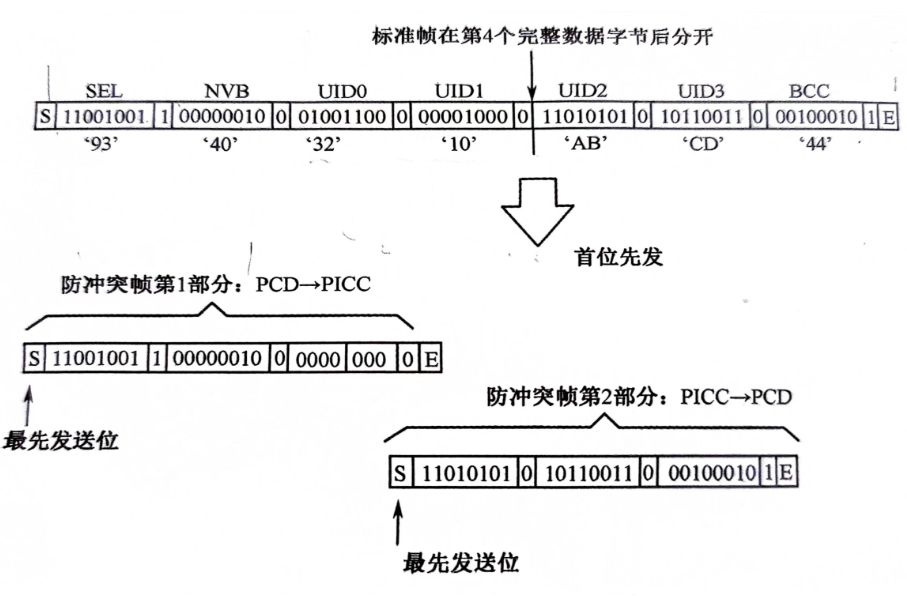 标准帧在第4个完整数据字节后分开
SEL NVB UID0 UID1 UID2 UID3 BCC
S 11001001 1 00000010 0 01001100 0 00001000 0 11010101 0 10110011 0 00100010 1 E
‘93’ ‘40’ ‘32’ ‘10’ ‘AB’ ‘CD’ ‘44’
首位先发
防冲突帧第1部分：PCD→PICC
S 11001001 1 00000010 0 0000 000 0 E
最先发送位
防冲突帧第2部分：PICC→PCD
S 11010101 0 10110011 0 00100010 1 E
最先发送位